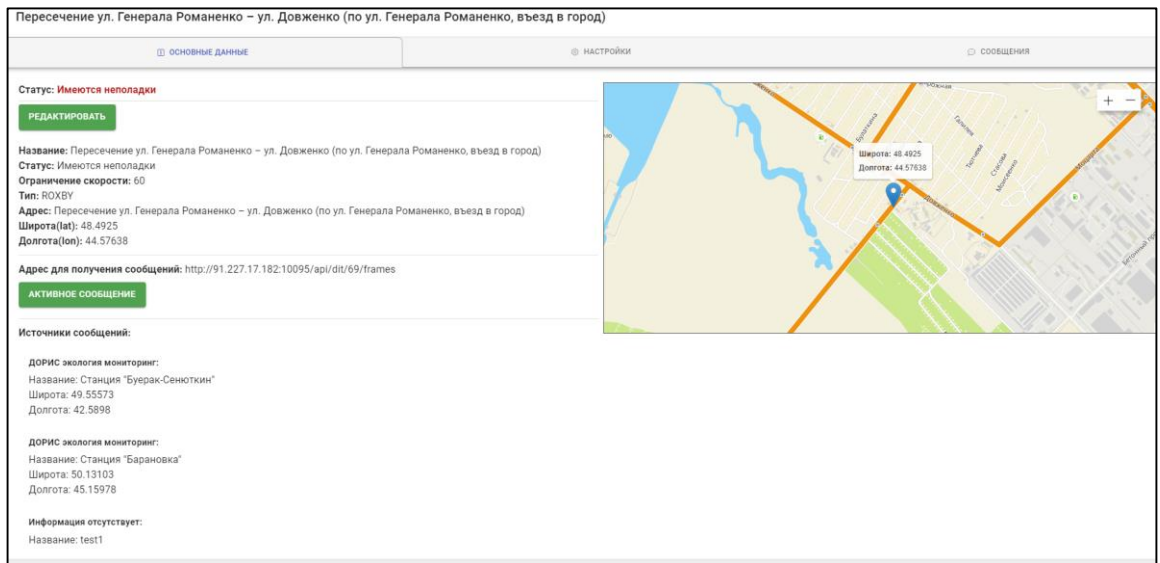 Пересечение ул. Генерала Романенко – ул. Довженко (по ул. Генерала Романенко, въезд в город)
ОСНОВНЫЕ ДАННЫЕ
НАСТРОЙКИ
СООБЩЕНИЯ
Статус: Имеются неполадки
РЕДАКТИРОВАТЬ
Название: Пересечение ул. Генерала Романенко – ул. Довженко (по ул. Генерала Романенко, въезд в город)
Статус: Имеются неполадки
Ограничение скорости: 60
Тип: ROXBY
Адрес: Пересечение ул. Генерала Романенко – ул. Довженко (по ул. Генерала Романенко, въезд в город)
Широта(lat): 48.4925
Долгота(lon): 44.57638
Адрес для получения сообщений: http://91.227.17.182:10095/api/dit/69/frames
АКТИВНОЕ СООБЩЕНИЕ
Источники сообщений:
ДОРИС экология мониторинг:
Название: Станция "Буерак-Сенюткин"
Широта: 49.55573
Долгота: 42.5898
ДОРИС экология мониторинг:
Название: Станция "Барановка"
Широта: 50.13103
Долгота: 45.15978
Информация отсутствует:
Название: test1
+ −
Широта: 48.4925
Долгота: 44.57638
Довженко